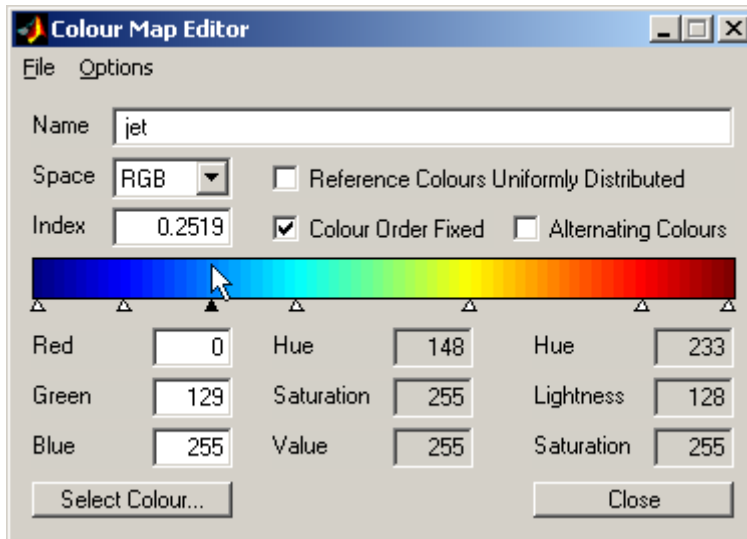 Colour Map Editor
File Options
Name jet
Space RGB Reference Colours Uniformly Distributed
Index 0.2519 Colour Order Fixed Alternating Colours
Red 0 Hue 148 Hue 233
Green 129 Saturation 255 Lightness 128
Blue 255 Value 255 Saturation 255
Select Colour... Close